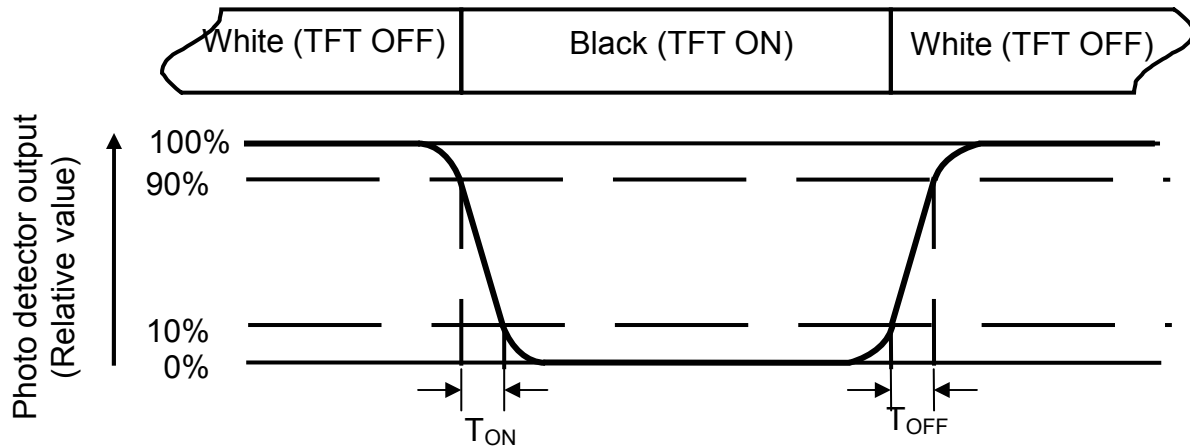 White (TFT OFF)
Black (TFT ON)
White (TFT OFF)
Photo detector output
(Relative value)
100%
90%
10%
0%
TON
TOFF